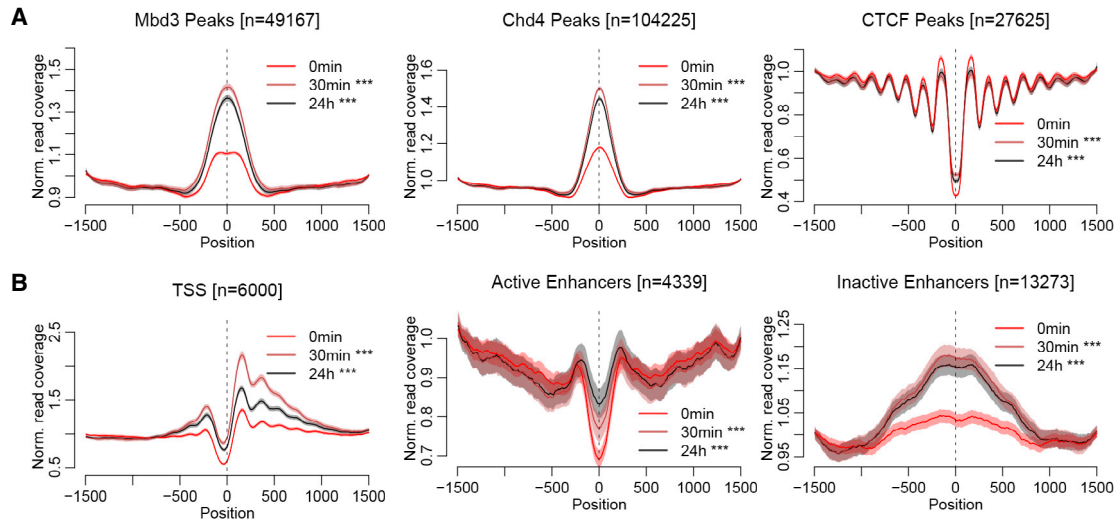 A
Mbd3 Peaks [n=49167]
Norm. read coverage
0.9 1.1 1.3 1.5
0min
30min ***
24h ***
−1500 −500 0 500 1000 1500
Position
Chd4 Peaks [n=104225]
Norm. read coverage
1.0 1.2 1.4 1.6
0min
30min ***
24h ***
−1500 −500 0 500 1000 1500
Position
CTCF Peaks [n=27625]
Norm. read coverage
0.4 0.6 0.8 1.0
0min
30min ***
24h ***
−1500 −500 0 500 1000 1500
Position
B
TSS [n=6000]
Norm. read coverage
0.5 1.5 2.5
0min
30min ***
24h ***
−1500 −500 0 500 1000 1500
Position
Active Enhancers [n=4339]
Norm. read coverage
0.7 0.8 0.9 1.0
0min
30min ***
24h ***
−1500 −500 0 500 1000 1500
Position
Inactive Enhancers [n=13273]
Norm. read coverage
0.95 1.05 1.15 1.25
0min
30min ***
24h ***
−1500 −500 0 500 1000 1500
Position